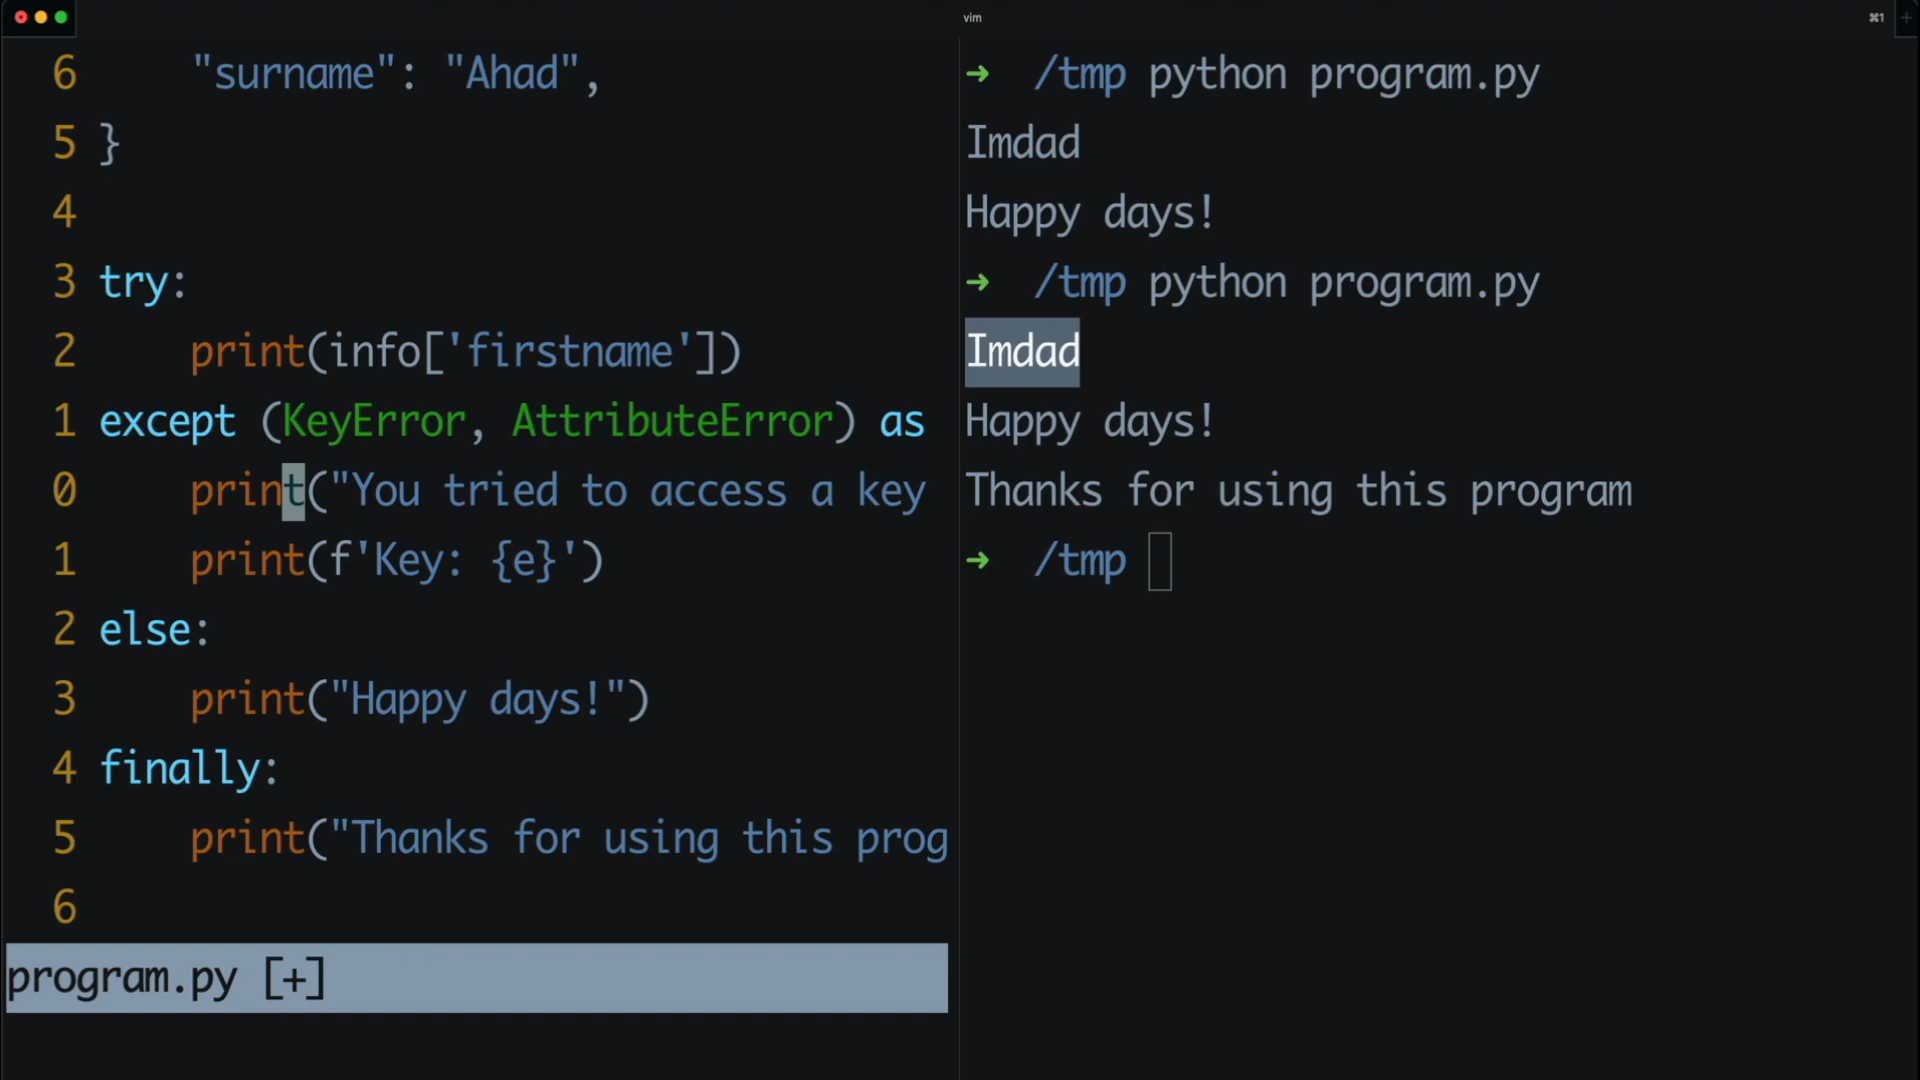 vim
⌘1
6 "surname": "Ahad",
5 }
4
3 try:
2 print(info['firstname'])
1 except (KeyError, AttributeError) as
0 print("You tried to access a key
1 print(f'Key: {e}')
2 else:
3 print("Happy days!")
4 finally:
5 print("Thanks for using this prog
6
program.py [+]
➜ /tmp python program.py
Imdad
Happy days!
➜ /tmp python program.py
Imdad
Happy days!
Thanks for using this program
➜ /tmp